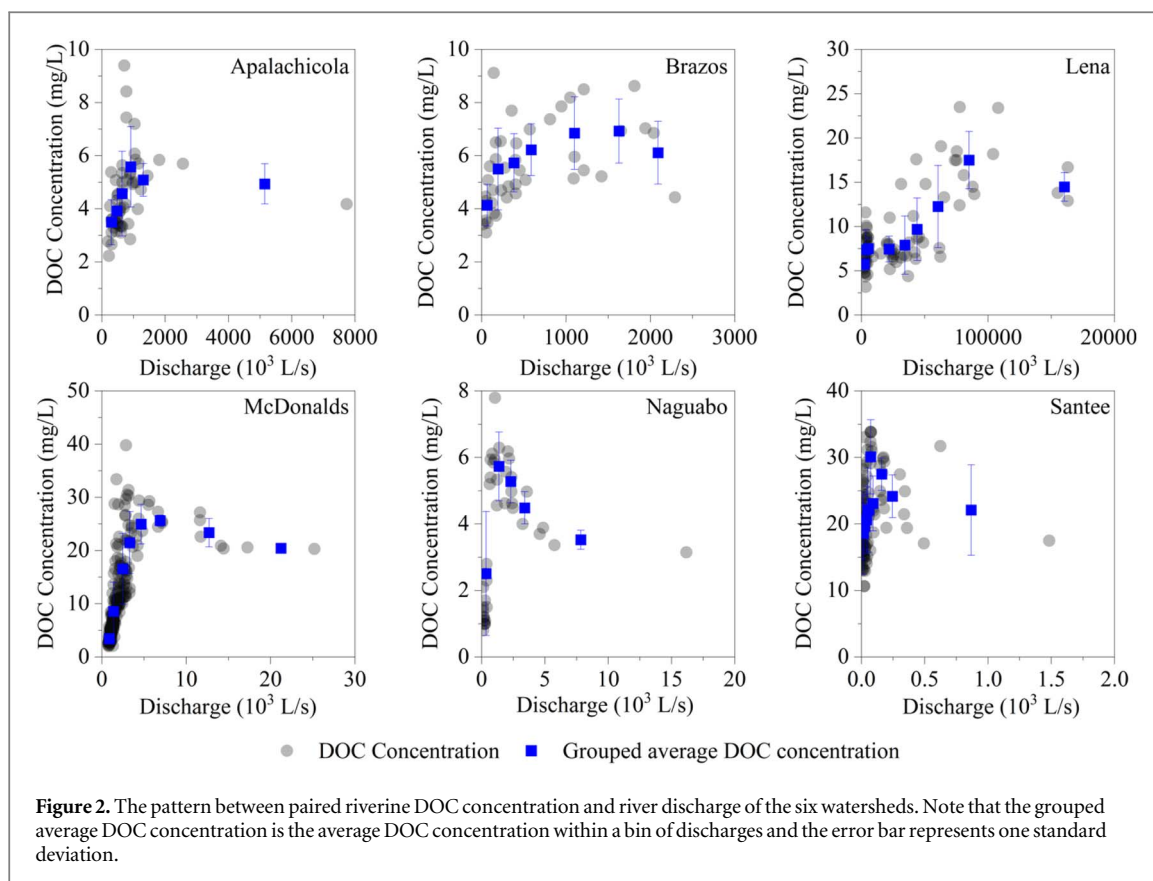 Apalachicola
DOC Concentration (mg/L)
10
8
6
4
2
0
0 2000 4000 6000 8000
Discharge (10³ L/s)
Brazos
DOC Concentration (mg/L)
10
8
6
4
2
0
0 1000 2000 3000
Discharge (10³ L/s)
Lena
DOC Concentration (mg/L)
30
25
20
15
10
5
0
0 100000 20000
Discharge (10³ L/s)
McDonalds
DOC Concentration (mg/L)
50
40
30
20
10
0
0 10 20 30
Discharge (10³ L/s)
Naguabo
DOC Concentration (mg/L)
8
6
4
2
0
0 5 10 15 20
Discharge (10³ L/s)
Santee
DOC Concentration (mg/L)
40
30
20
10
0
0.0 0.5 1.0 1.5 2.0
Discharge (10³ L/s)
DOC Concentration Grouped average DOC concentration
Figure 2. The pattern between paired riverine DOC concentration and river discharge of the six watersheds. Note that the grouped
average DOC concentration is the average DOC concentration within a bin of discharges and the error bar represents one standard
deviation.